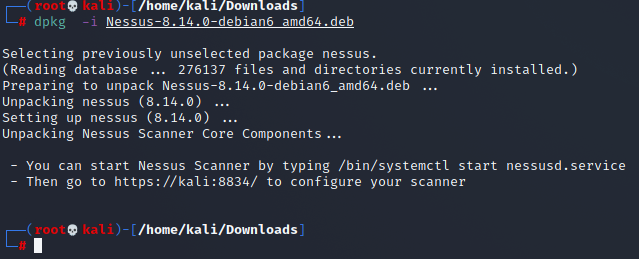 (root💀kali)-[/home/kali/Downloads]
# dpkg -i Nessus-8.14.0-debian6_amd64.deb
Selecting previously unselected package nessus.
(Reading database ... 276137 files and directories currently installed.)
Preparing to unpack Nessus-8.14.0-debian6_amd64.deb ...
Unpacking nessus (8.14.0) ...
Setting up nessus (8.14.0) ...
Unpacking Nessus Scanner Core Components...
- You can start Nessus Scanner by typing /bin/systemctl start nessusd.service
- Then go to https://kali:8834/ to configure your scanner
(root💀kali)-[/home/kali/Downloads]
#